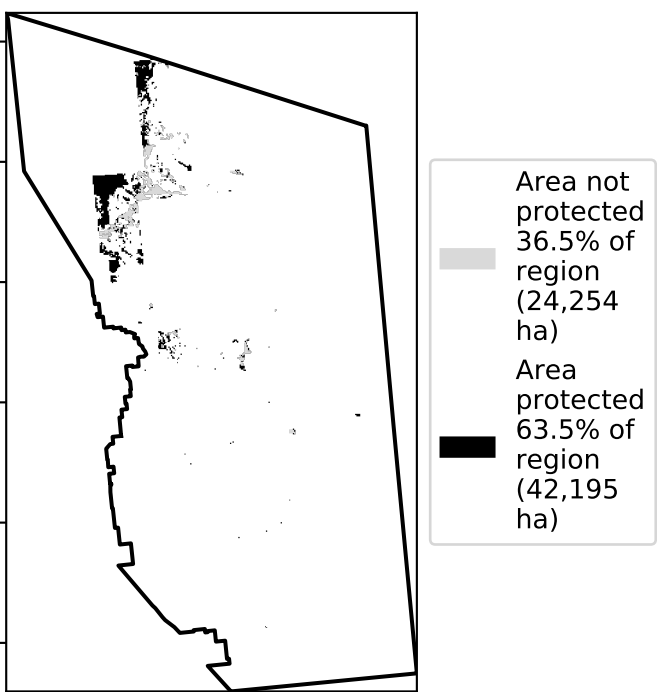 Area not
protected
36.5% of
region
(24,254
ha)
Area
protected
63.5% of
region
(42,195
ha)